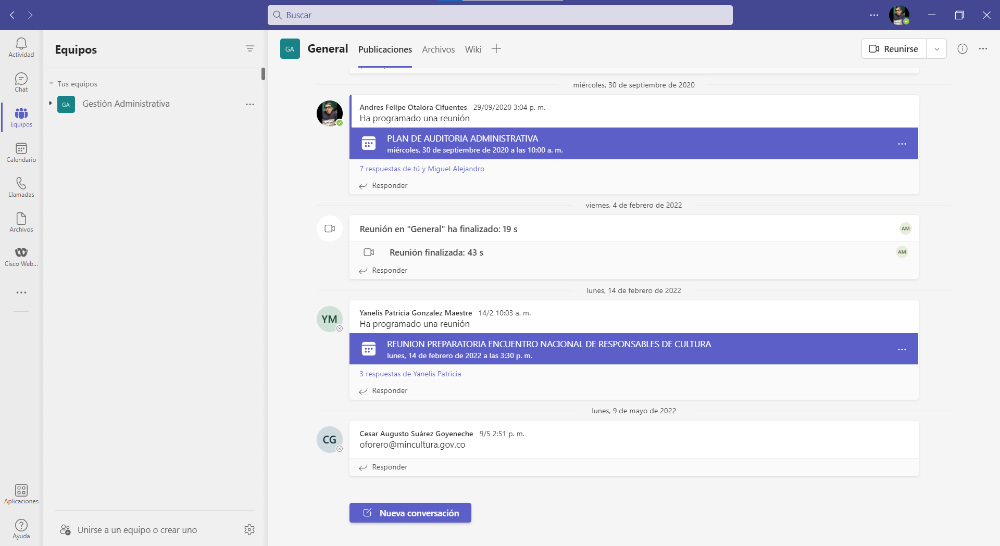 Buscar
Actividad
Chat
Equipos
Calendario
Llamadas
Archivos
Cisco Web...
Aplicaciones
Ayuda
Equipos
Tus equipos
GA Gestión Administrativa
Unirse a un equipo o crear uno
GA General Publicaciones Archivos Wiki
Reunirse
miércoles, 30 de septiembre de 2020
Andres Felipe Otalora Cifuentes 29/09/2020 3:04 p. m.
Ha programado una reunión
PLAN DE AUDITORIA ADMINISTRATIVA
miércoles, 30 de septiembre de 2020 a las 10:00 a. m.
7 respuestas de tú y Miguel Alejandro
Responder
viernes, 4 de febrero de 2022
Reunión en "General" ha finalizado: 19 s AM
Reunión finalizada: 43 s AM
Responder
lunes, 14 de febrero de 2022
YM
Yanelis Patricia Gonzalez Maestre 14/2 10:03 a. m.
Ha programado una reunión
REUNION PREPARATORIA ENCUENTRO NACIONAL DE RESPONSABLES DE CULTURA
lunes, 14 de febrero de 2022 a las 3:30 p. m.
3 respuestas de Yanelis Patricia
Responder
lunes, 9 de mayo de 2022
CG
Cesar Augusto Suárez Goyeneche 9/5 2:51 p. m.
oforero@mincultura.gov.co
Responder
Nueva conversación